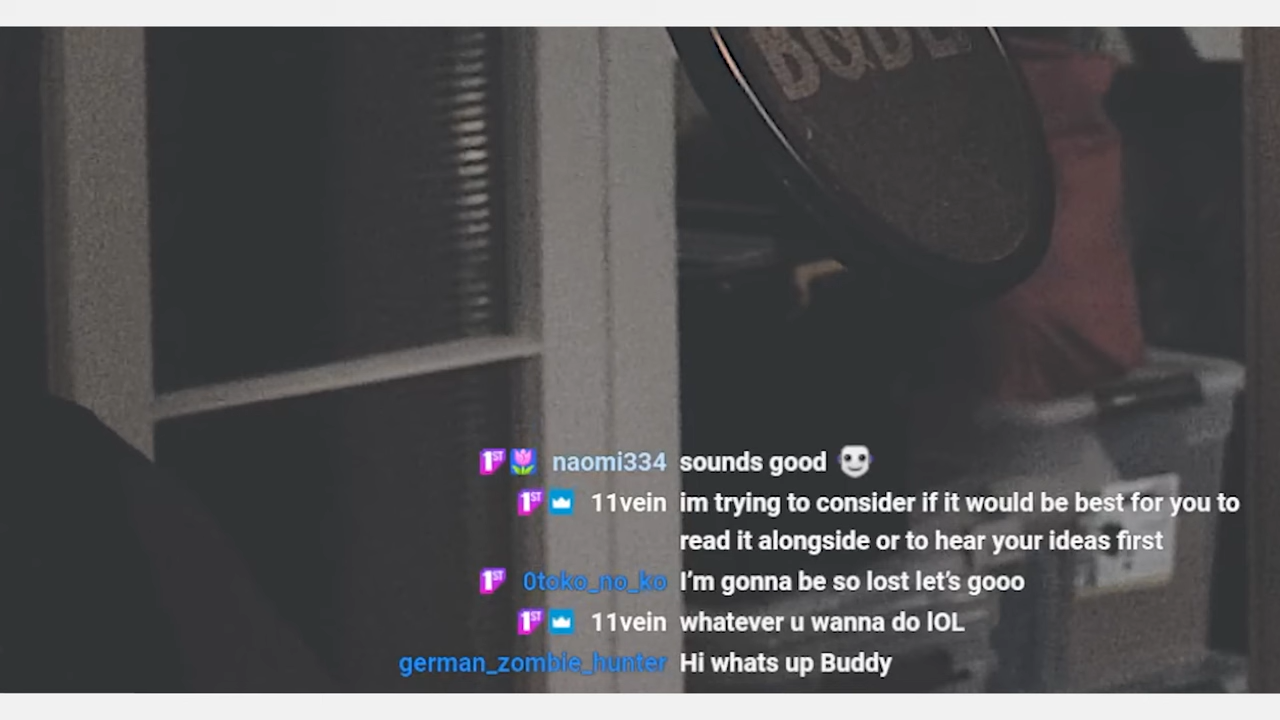 RODE
naomi334 sounds good
11vein im trying to consider if it would be best for you to
read it alongside or to hear your ideas first
0toko_no_ko I’m gonna be so lost let’s gooo
11vein whatever u wanna do lOL
german_zombie_hunter Hi whats up Buddy